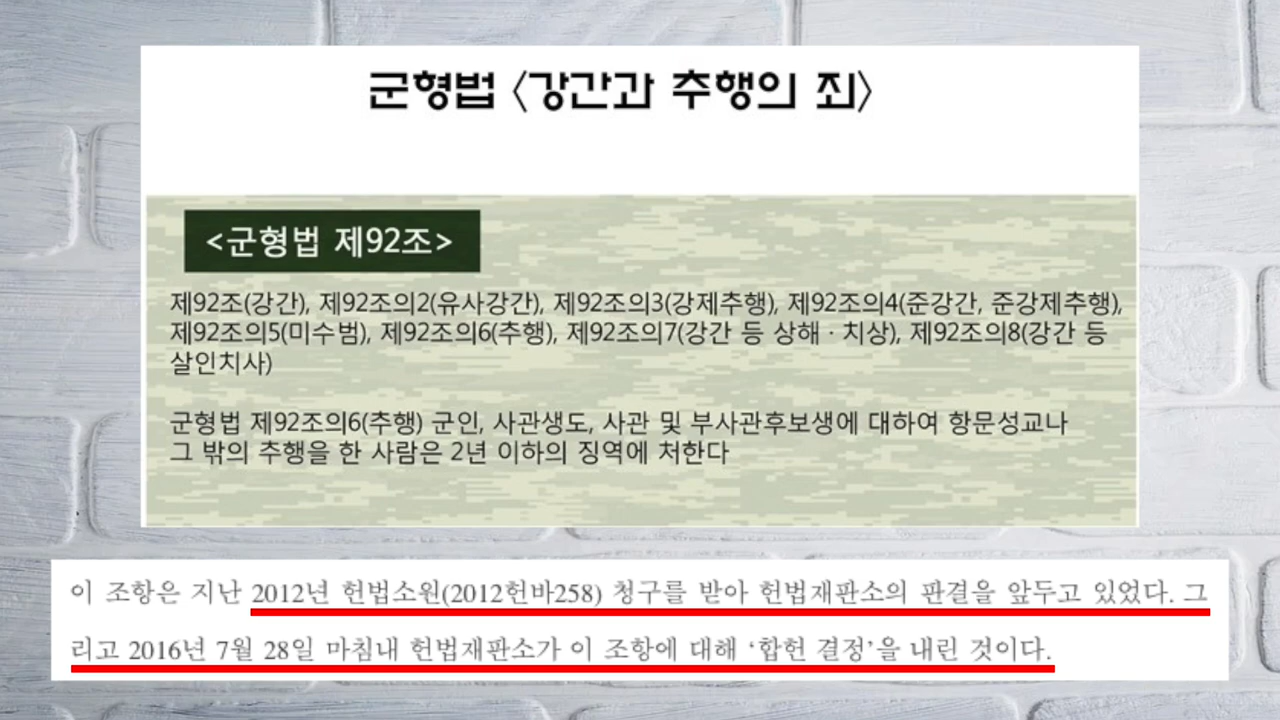 군형법 〈강간과 추행의 죄〉
<군형법 제92조>
제92조(강간), 제92조의2(유사강간), 제92조의3(강제추행), 제92조의4(준강간, 준강제추행),
제92조의5(미수범), 제92조의6(추행), 제92조의7(강간 등 상해 · 치상), 제92조의8(강간 등
살인치사)
군형법 제92조의6(추행) 군인, 사관생도, 사관 및 부사관후보생에 대하여 항문성교나
그 밖의 추행을 한 사람은 2년 이하의 징역에 처한다
이 조항은 지난 2012년 헌법소원(2012헌바258) 청구를 받아 헌법재판소의 판결을 앞두고 있었다. 그
리고 2016년 7월 28일 마침내 헌법재판소가 이 조항에 대해 ‘합헌 결정’을 내린 것이다.